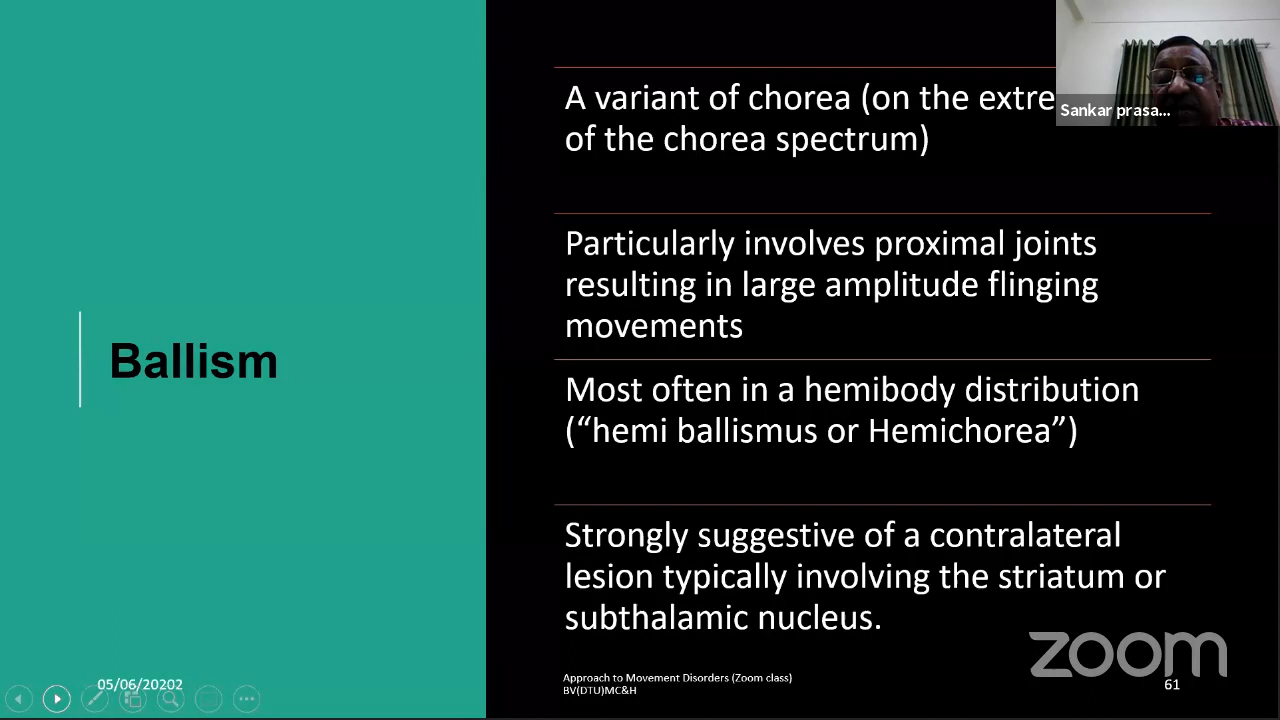 Ballism
A variant of chorea (on the extre
of the chorea spectrum)
Particularly involves proximal joints
resulting in large amplitude flinging
movements
Most often in a hemibody distribution
(“hemi ballismus or Hemichorea”)
Strongly suggestive of a contralateral
lesion typically involving the striatum or
subthalamic nucleus.
Sankar prasa...
zoom
05/06/20202
Approach to Movement Disorders (Zoom class)
BV(DTU)MC&H
61